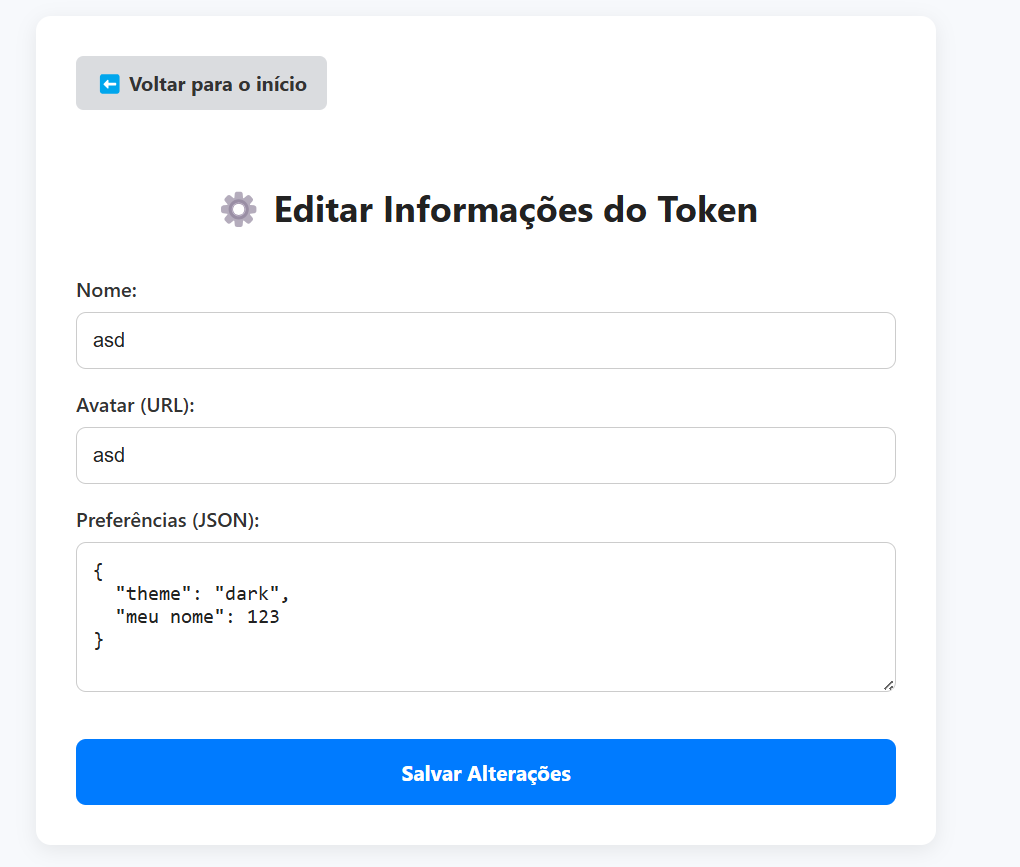 Voltar para o início
Editar Informações do Token
Nome:
asd
Avatar (URL):
asd
Preferências (JSON):
{
  "theme": "dark",
  "meu nome": 123
}
Salvar Alterações